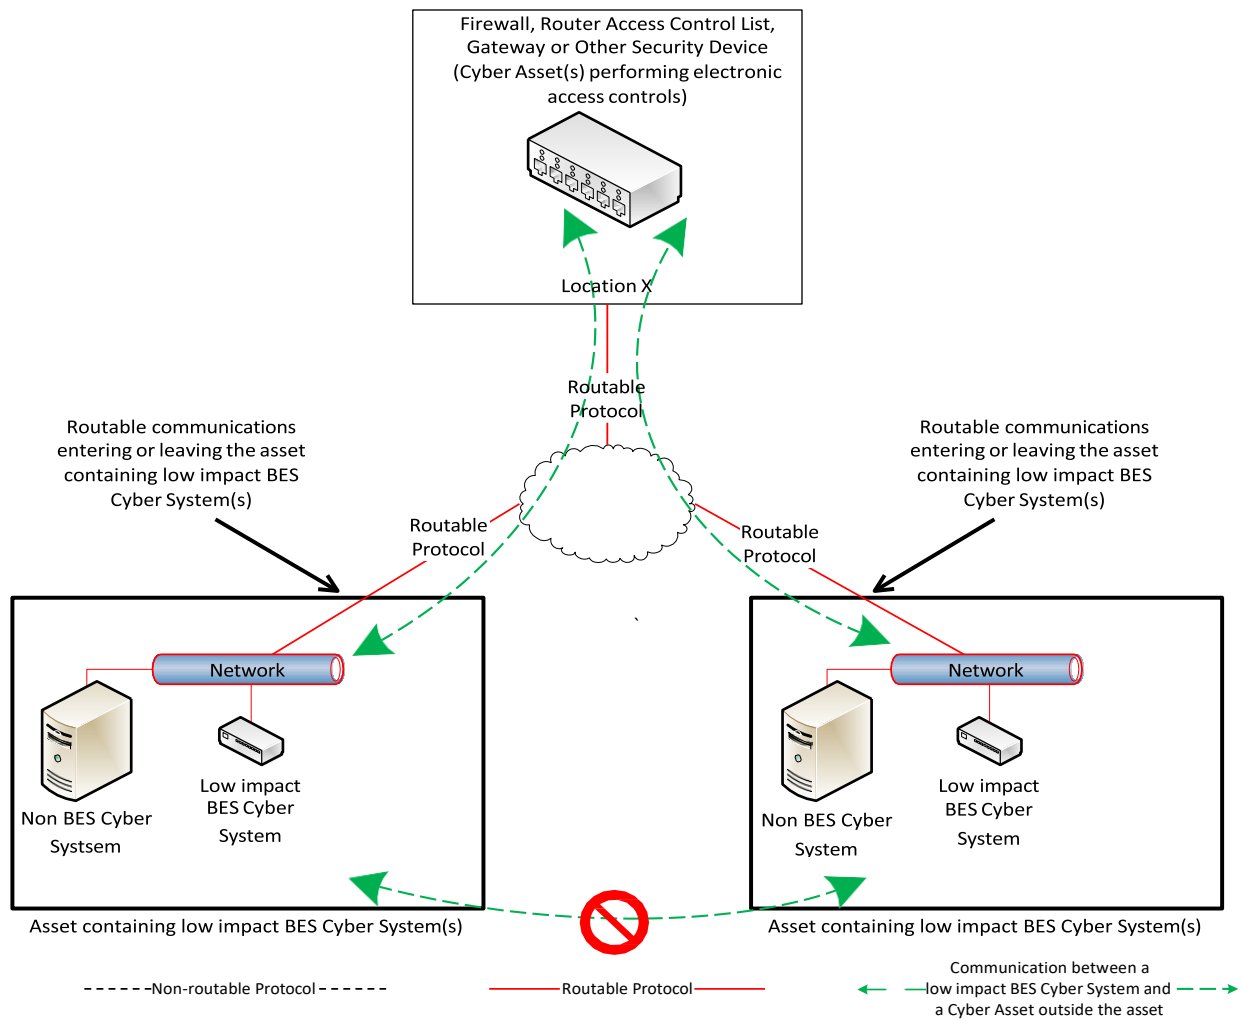 Firewall, Router Access Control List,
Gateway or Other Security Device
(Cyber Asset(s) performing electronic
access controls)
Location X
Routable
Protocol
Routable communications
entering or leaving the asset
containing low impact BES
Cyber System(s)
Routable communications
entering or leaving the asset
containing low impact BES
Cyber System(s)
Routable
Protocol
Routable
Protocol
Network
Non BES Cyber
Systsem
Low impact
BES Cyber
System
Network
Non BES Cyber
System
Low impact
BES Cyber
System
Asset containing low impact BES Cyber System(s)
Asset containing low impact BES Cyber System(s)
Non-routable Protocol
Routable Protocol
Communication between a
low impact BES Cyber System and
a Cyber Asset outside the asset